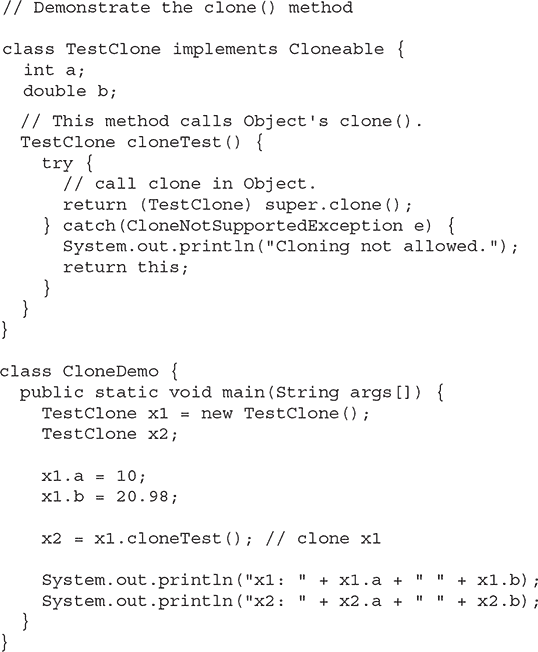 // Demonstrate the clone() method

class TestClone implements Cloneable {
  int a;
  double b;

  // This method calls Object's clone().
  TestClone cloneTest() {
    try {
      // call clone in Object.
      return (TestClone) super.clone();
    } catch(CloneNotSupportedException e) {
      System.out.println("Cloning not allowed.");
      return this;
    }
  }
}

class CloneDemo {
  public static void main(String args[]) {
    TestClone x1 = new TestClone();
    TestClone x2;

    x1.a = 10;
    x1.b = 20.98;

    x2 = x1.cloneTest(); // clone x1

    System.out.println("x1: " + x1.a + " " + x1.b);
    System.out.println("x2: " + x2.a + " " + x2.b);
  }
}